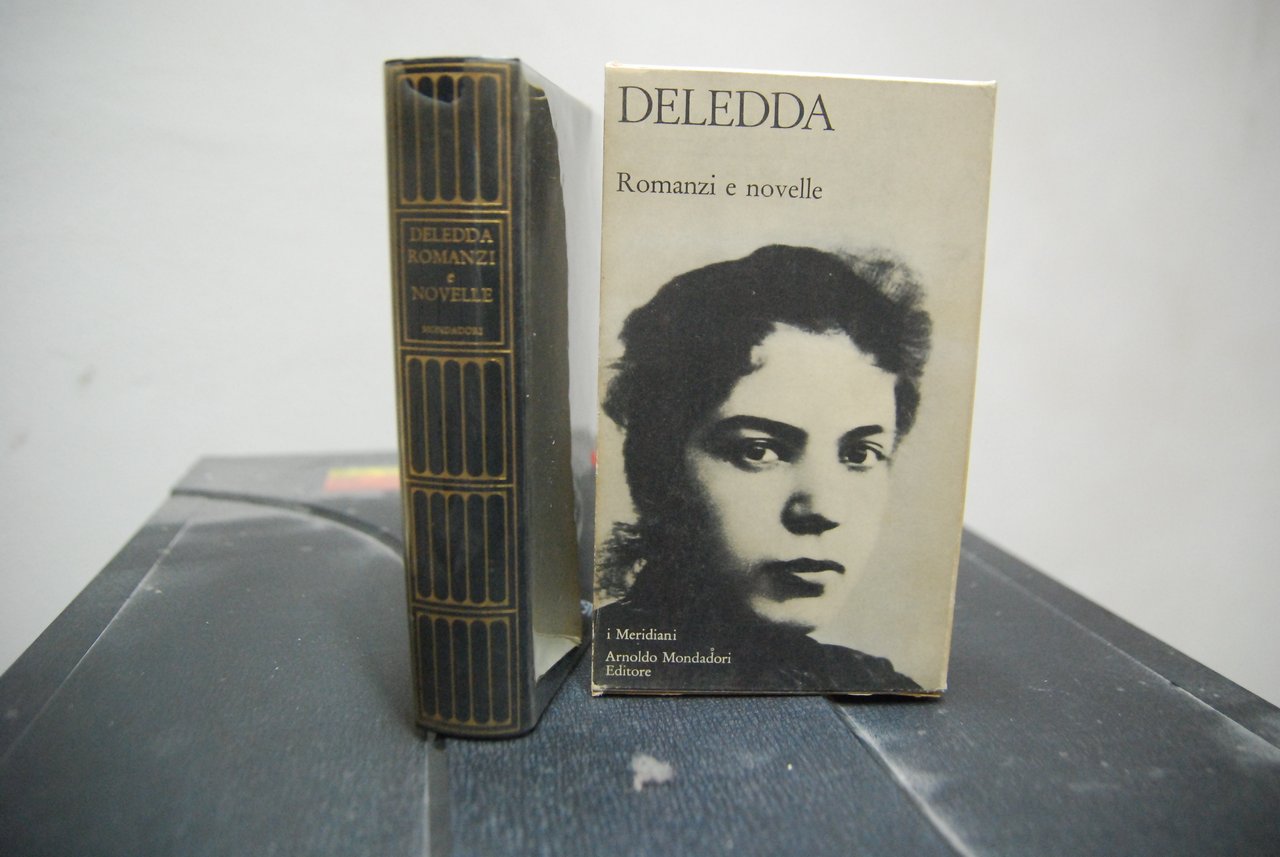 DELEDDA
ROMANZI
e
NOVELLE
MONDADORI
DELEDDA
Romanzi e novelle
i Meridiani
Arnoldo Mondadori
Editore